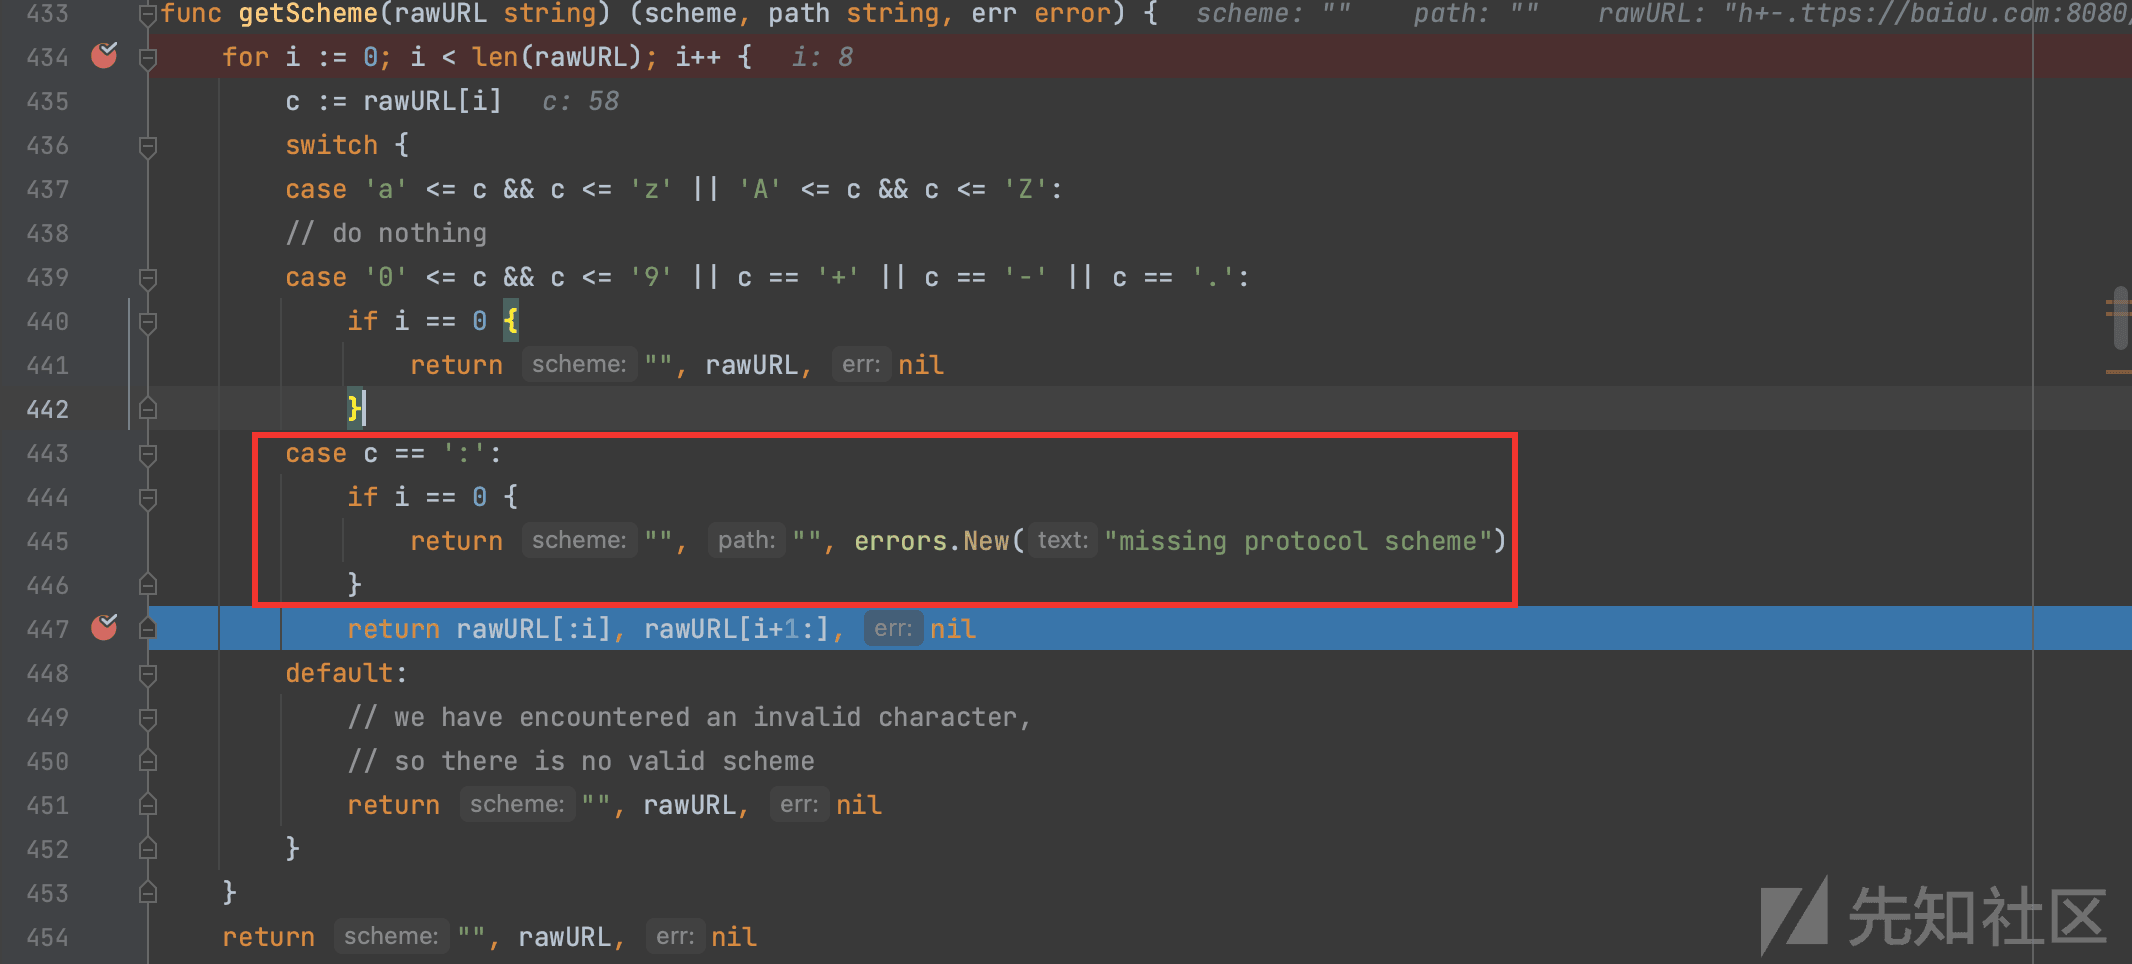 433 func getScheme(rawURL string) (scheme, path string, err error) { scheme: "" path: "" rawURL: "h+-.ttps://baidu.com:8080/
434 for i := 0; i < len(rawURL); i++ { i: 8
435 c := rawURL[i] c: 58
436 switch {
437 case 'a' <= c && c <= 'z' || 'A' <= c && c <= 'Z':
438 // do nothing
439 case '0' <= c && c <= '9' || c == '+' || c == '-' || c == '.':
440 if i == 0 {
441 return scheme: "", rawURL, err: nil
442 }
443 case c == ':':
444 if i == 0 {
445 return scheme: "", path: "", errors.New( text: "missing protocol scheme")
446 }
447 return rawURL[:i], rawURL[i+1:], err: nil
448 default:
449 // we have encountered an invalid character,
450 // so there is no valid scheme
451 return scheme: "", rawURL, err: nil
452 }
453 }
454 return scheme: "", rawURL, err: nil
先知社区